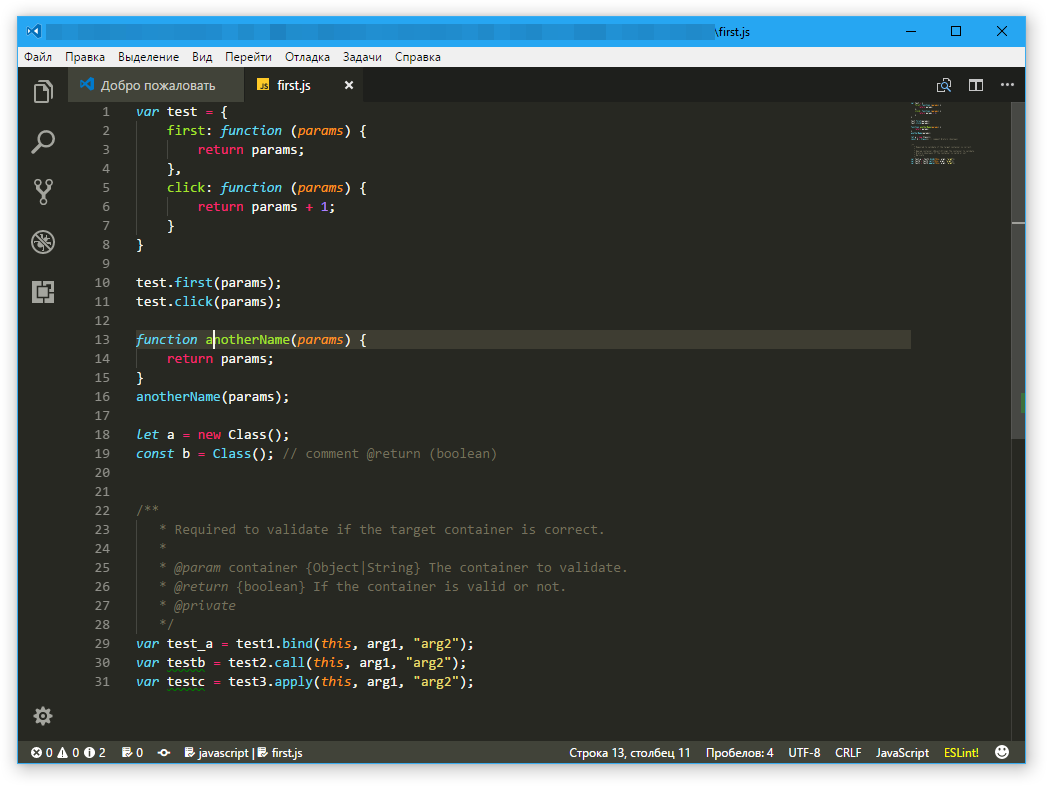 \first.js
Файл Правка Выделение Вид Перейти Отладка Задачи Справка
Добро пожаловать JS first.js
1 var test = {
2 first: function (params) {
3 return params;
4 },
5 click: function (params) {
6 return params + 1;
7 }
8 }
9
10 test.first(params);
11 test.click(params);
12
13 function anotherName(params) {
14 return params;
15 }
16 anotherName(params);
17
18 let a = new Class();
19 const b = Class(); // comment @return (boolean)
20
21
22 /**
23 * Required to validate if the target container is correct.
24 *
25 * @param container {Object|String} The container to validate.
26 * @return {boolean} If the container is valid or not.
27 * @private
28 */
29 var test_a = test1.bind(this, arg1, "arg2");
30 var testb = test2.call(this, arg1, "arg2");
31 var testc = test3.apply(this, arg1, "arg2");
0 0 2 0 javascript | first.js Строка 13, столбец 11 Пробелов: 4 UTF-8 CRLF JavaScript ESLint!